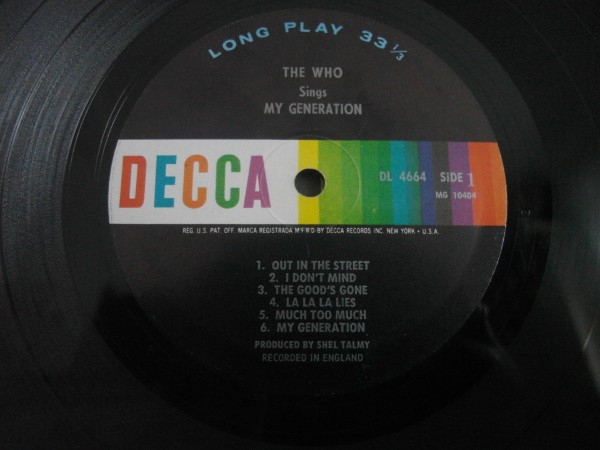 LONG PLAY 33 1/3
THE WHO
Sings
MY GENERATION
DECCA
DL 4664 SIDE 1
MG 10404
REG. U.S. PAT. OFF. MARCA REGISTRADA M'F'R'D BY DECCA RECORDS INC. NEW YORK • U.S.A.
1. OUT IN THE STREET
2. I DON'T MIND
3. THE GOOD'S GONE
4. LA LA LA LIES
5. MUCH TOO MUCH
6. MY GENERATION
PRODUCED BY SHEL TALMY
RECORDED IN ENGLAND